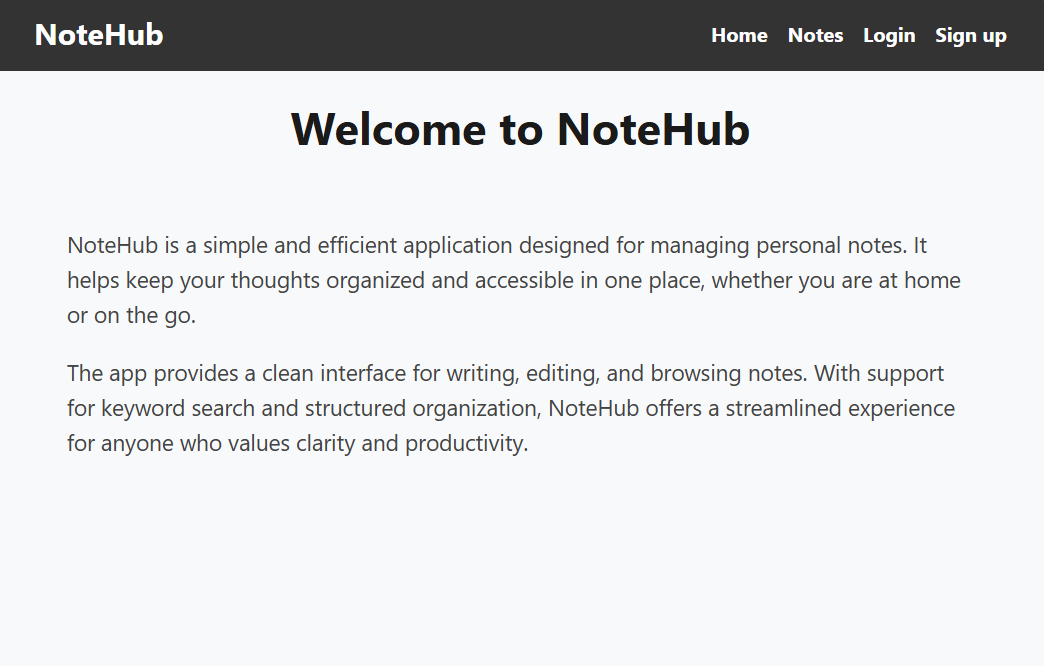 NoteHub
Home Notes Login Sign up
Welcome to NoteHub
NoteHub is a simple and efficient application designed for managing personal notes. It
helps keep your thoughts organized and accessible in one place, whether you are at home
or on the go.
The app provides a clean interface for writing, editing, and browsing notes. With support
for keyword search and structured organization, NoteHub offers a streamlined experience
for anyone who values clarity and productivity.